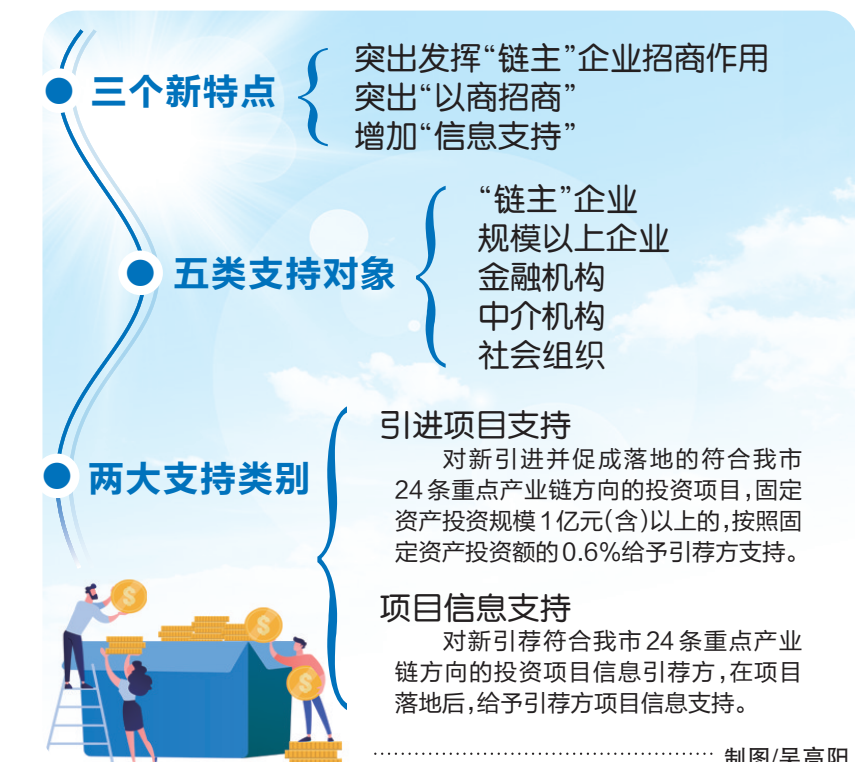 三个新特点
突出发挥“链主”企业招商作用
突出“以商招商”
增加“信息支持”
五类支持对象
“链主”企业
规模以上企业
金融机构
中介机构
社会组织
两大支持类别
引进项目支持
对新引进并促成落地的符合我市
24条重点产业链方向的投资项目,固定
资产投资规模1亿元(含)以上的,按照固
定资产投资额的0.6%给予引荐方支持。
项目信息支持
对新引荐符合我市24条重点产业
链方向的投资项目信息引荐方,在项目
落地后,给予引荐方项目信息支持。
制图/吴高阳